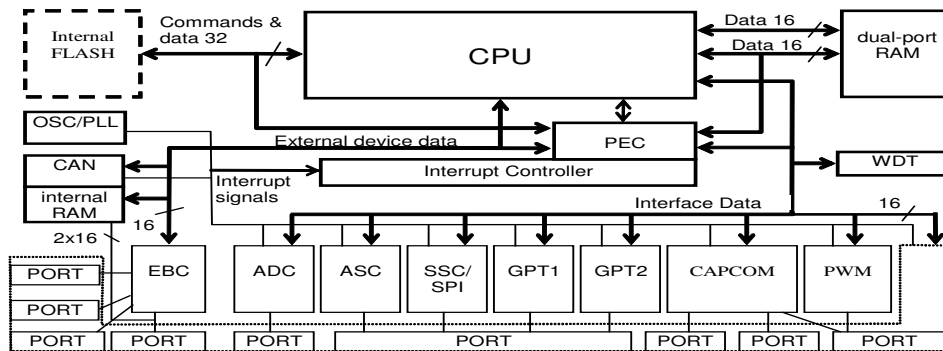 Internal
FLASH
Commands &
data 32
CPU
Data 16
Data 16
dual-port
RAM
OSC/PLL
External device data
PEC
CAN
Interrupt Controller
WDT
internal
RAM
Interrupt
signals
16
Interface Data
16
2x16
PORT
EBC
ADC
ASC
SSC/
SPI
GPT1
GPT2
CAPCOM
PWM
PORT
PORT
PORT
PORT
PORT
PORT
PORT
PORT